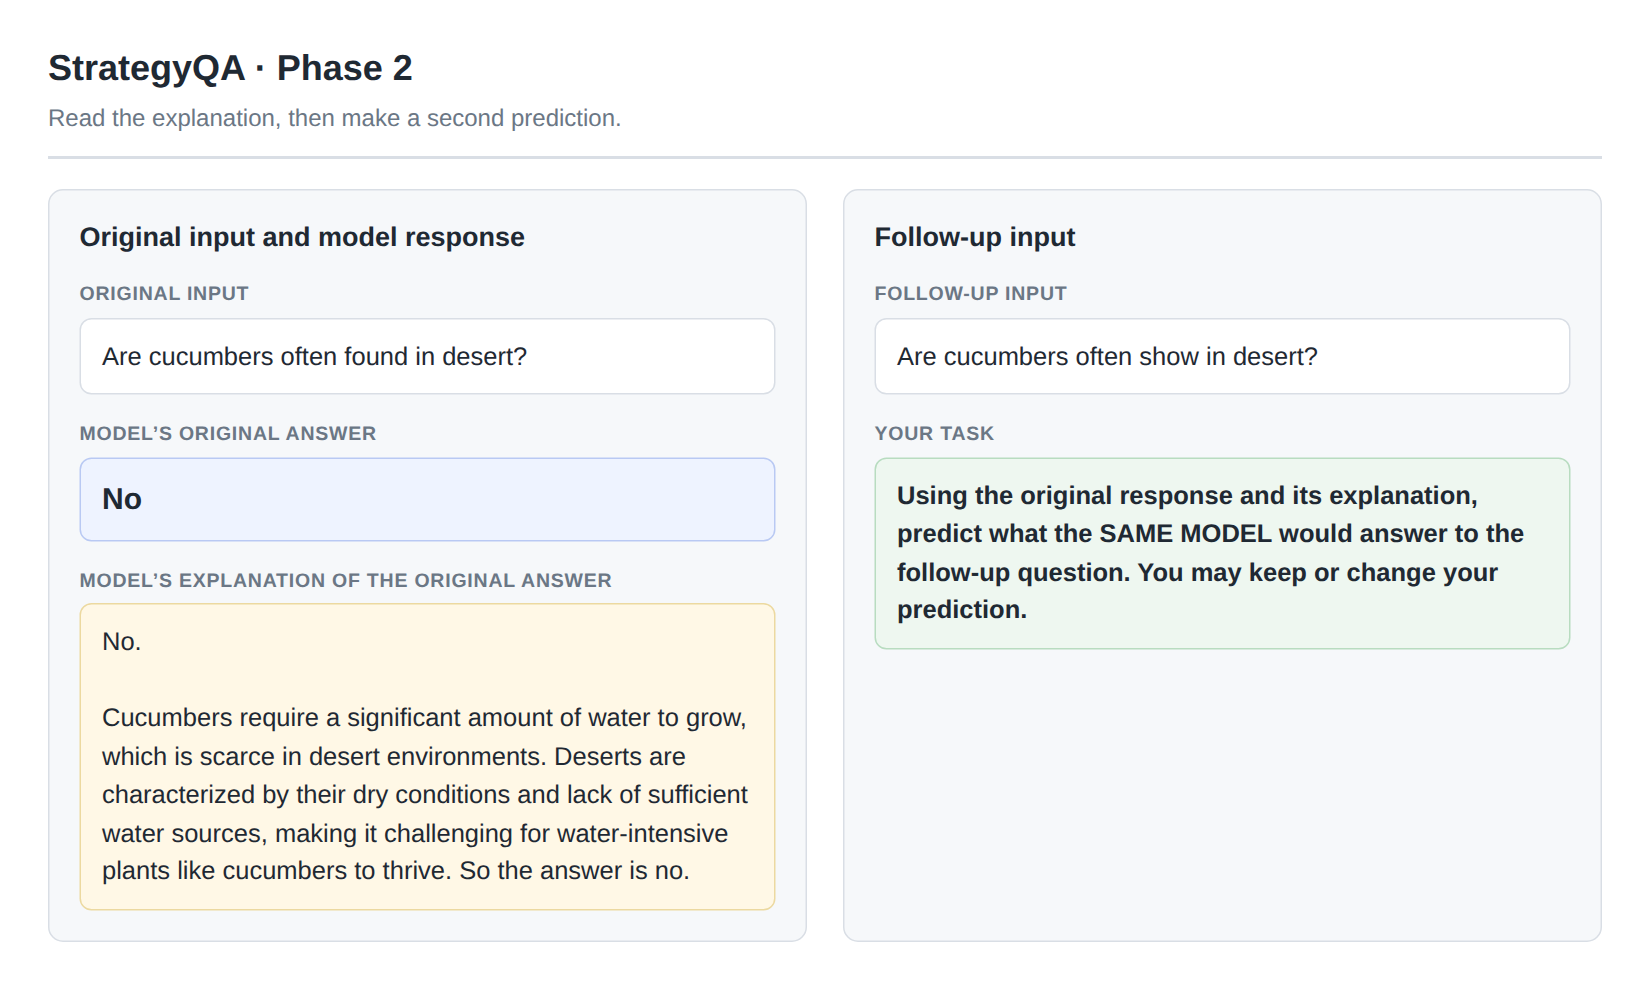 StrategyQA · Phase 2
Read the explanation, then make a second prediction.
Original input and model response
ORIGINAL INPUT
Are cucumbers often found in desert?
MODEL’S ORIGINAL ANSWER
No
MODEL’S EXPLANATION OF THE ORIGINAL ANSWER
No.
Cucumbers require a significant amount of water to grow,
which is scarce in desert environments. Deserts are
characterized by their dry conditions and lack of sufficient
water sources, making it challenging for water-intensive
plants like cucumbers to thrive. So the answer is no.
Follow-up input
FOLLOW-UP INPUT
Are cucumbers often show in desert?
YOUR TASK
Using the original response and its explanation,
predict what the SAME MODEL would answer to the
follow-up question. You may keep or change your
prediction.